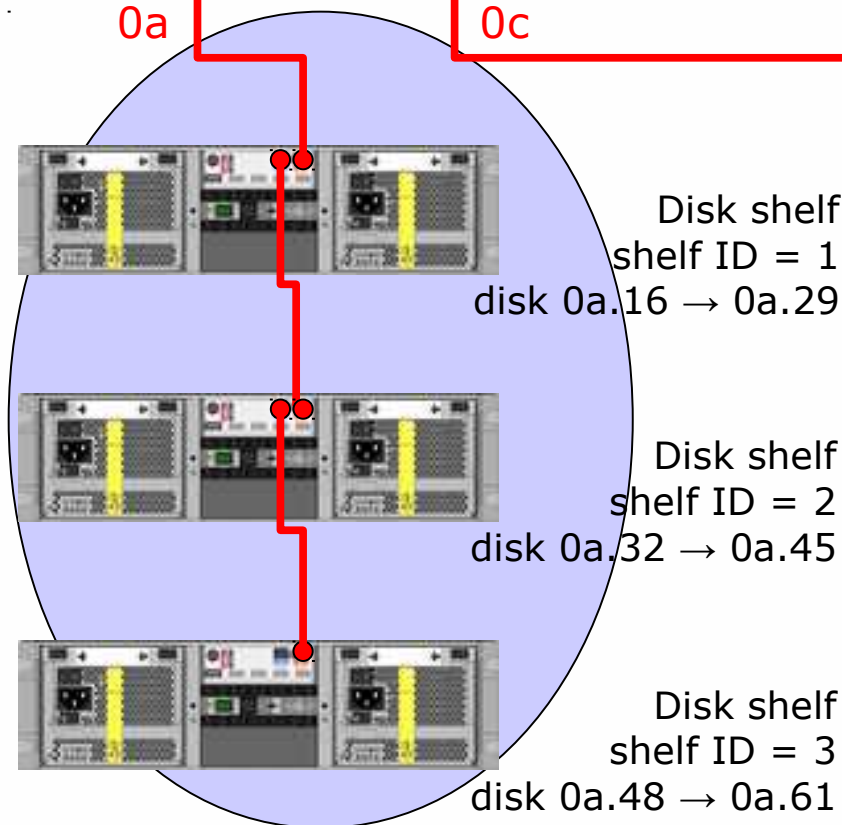 0a
0c
Disk shelf
shelf ID = 1
disk 0a.16 → 0a.29
Disk shelf
shelf ID = 2
disk 0a.32 → 0a.45
Disk shelf
shelf ID = 3
disk 0a.48 → 0a.61